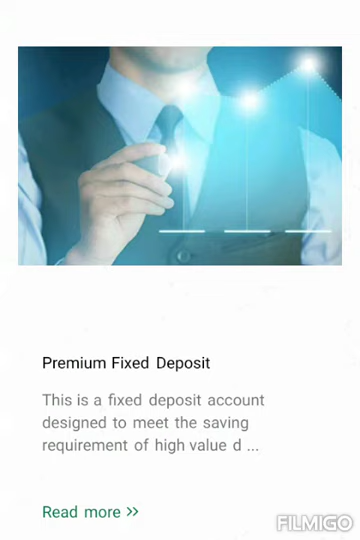 Premium Fixed Deposit
This is a fixed deposit account
designed to meet the saving
requirement of high value d ...
Read more >>
FILMIGO